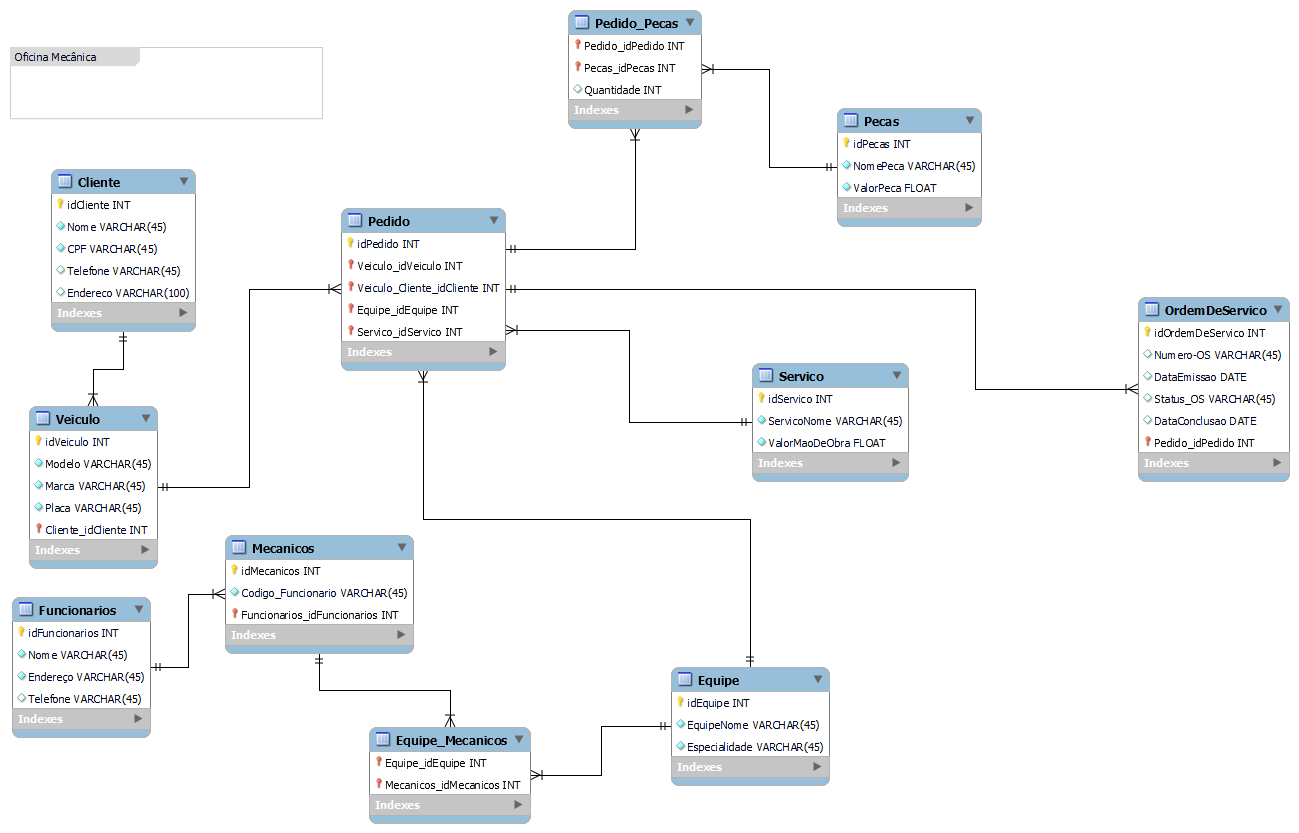 Oficina Mecânica
Pedido_Pecas
Pedido_idPedido INT
Pecas_idPecas INT
Quantidade INT
Indexes
Pecas
idPecas INT
NomePeca VARCHAR(45)
ValorPeca FLOAT
Indexes
Cliente
idCliente INT
Nome VARCHAR(45)
CPF VARCHAR(45)
Telefone VARCHAR(45)
Endereco VARCHAR(100)
Indexes
Pedido
idPedido INT
Veiculo_idVeiculo INT
Veiculo_Cliente_idCliente INT
Equipe_idEquipe INT
Servico_idServico INT
Indexes
OrdemDeServico
idOrdemDeServico INT
Numero-OS VARCHAR(45)
DataEmissao DATE
Status_OS VARCHAR(45)
DataConclusao DATE
Pedido_idPedido INT
Indexes
Servico
idServico INT
ServicoNome VARCHAR(45)
ValorMaoDeObra FLOAT
Indexes
Veiculo
idVeiculo INT
Modelo VARCHAR(45)
Marca VARCHAR(45)
Placa VARCHAR(45)
Cliente_idCliente INT
Indexes
Mecanicos
idMecanicos INT
Codigo_Funcionario VARCHAR(45)
Funcionarios_idFuncionarios INT
Indexes
Funcionarios
idFuncionarios INT
Nome VARCHAR(45)
Endereço VARCHAR(45)
Telefone VARCHAR(45)
Indexes
Equipe
idEquipe INT
EquipeNome VARCHAR(45)
Especialidade VARCHAR(45)
Indexes
Equipe_Mecanicos
Equipe_idEquipe INT
Mecanicos_idMecanicos INT
Indexes